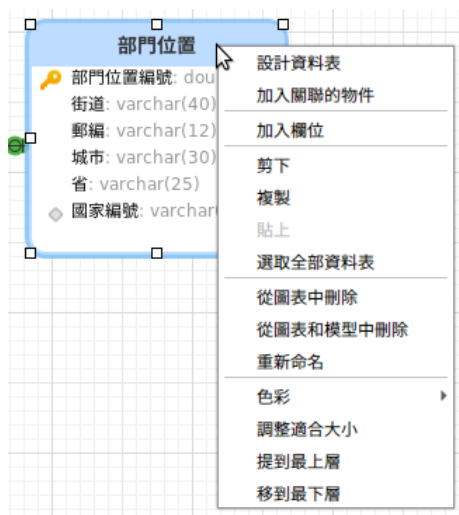 部門位置
部門位置編號: dou
街道: varchar(40)
郵編: varchar(12)
城市: varchar(30)
省: varchar(25)
國家編號: varchar(
設計資料表
加入關聯的物件
加入欄位
剪下
複製
貼上
選取全部資料表
從圖表中刪除
從圖表和模型中刪除
重新命名
色彩
調整適合大小
提到最上層
移到最下層